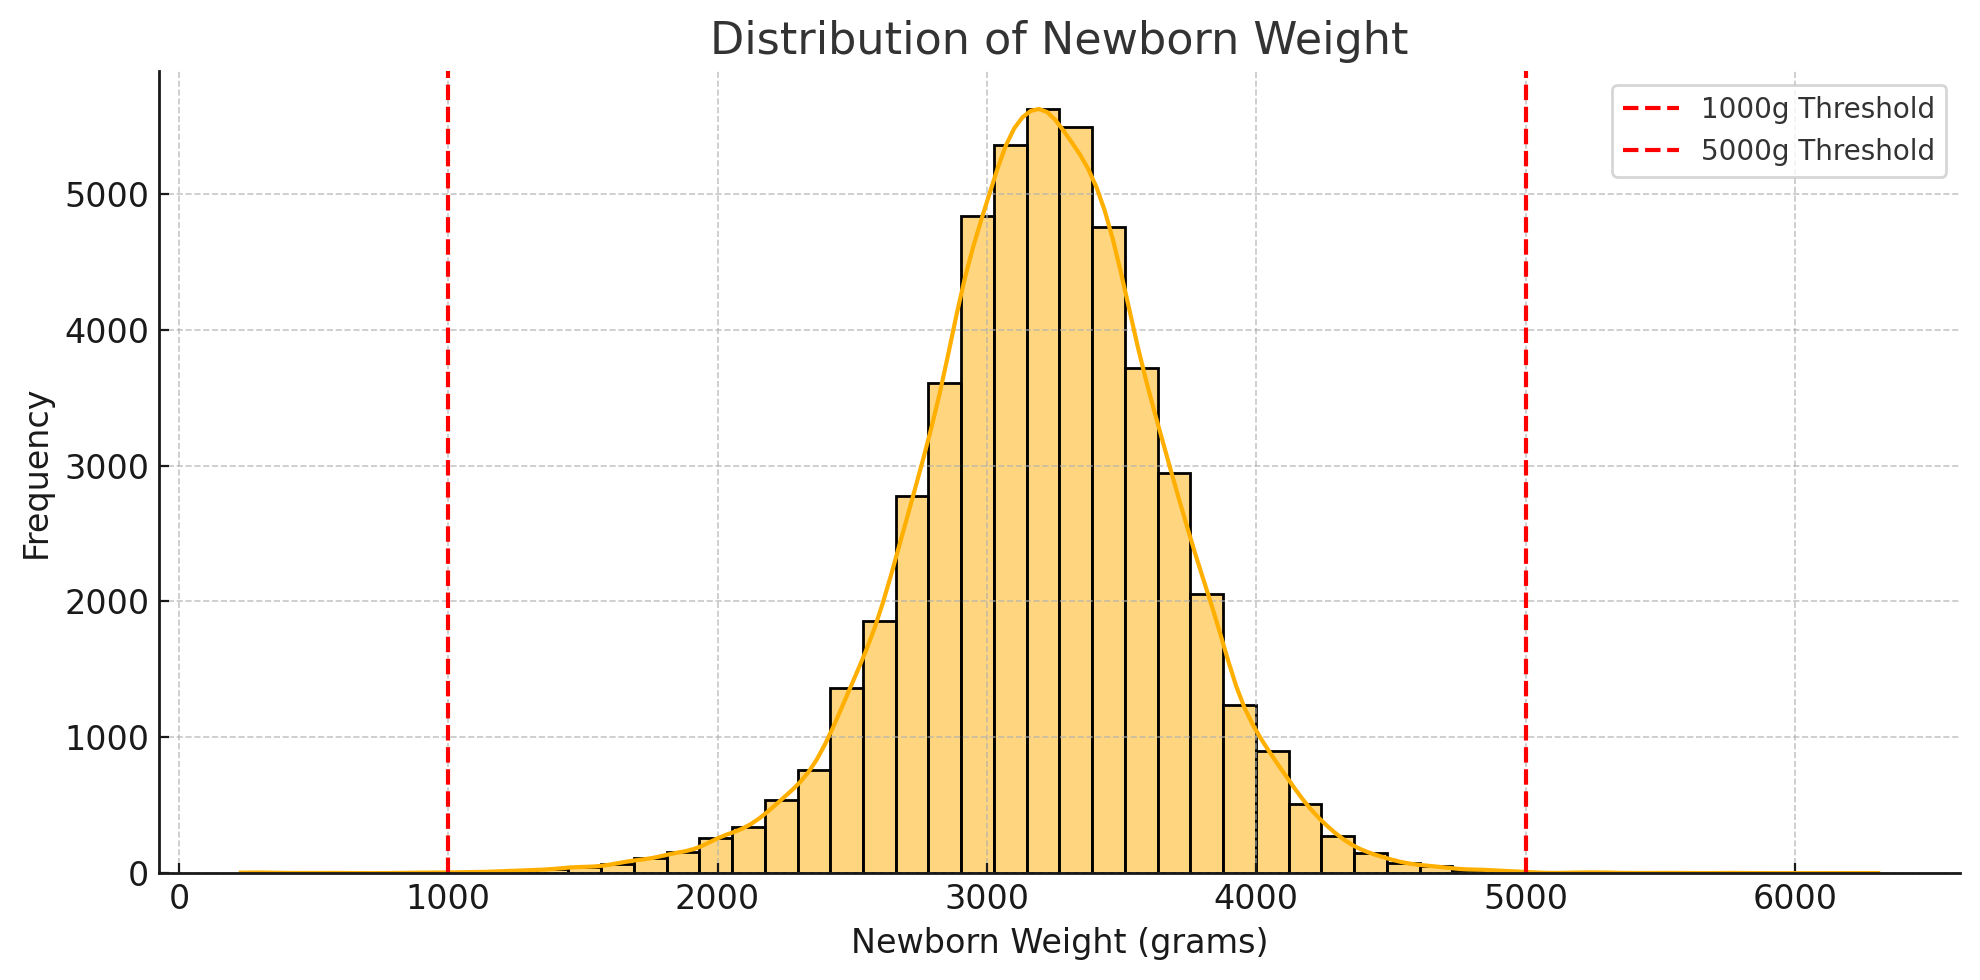 Distribution of Newborn Weight
1000g Threshold
5000g Threshold
Frequency
5000
4000
3000
2000
1000
0
0 1000 2000 3000 4000 5000 6000
Newborn Weight (grams)